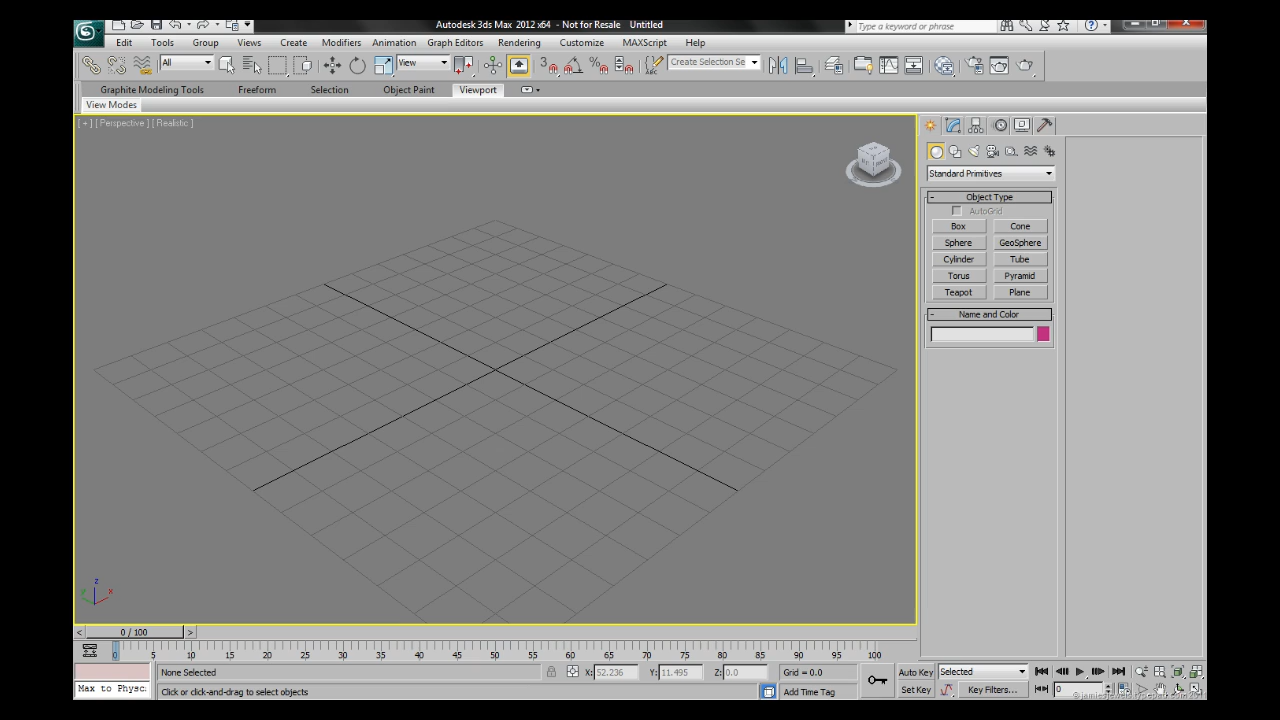 Autodesk 3ds Max 2012 x64 - Not for Resale Untitled
Type a keyword or phrase
Edit Tools Group Views Create Modifiers Animation Graph Editors Rendering Customize MAXScript Help
All View 3 Create Selection Se
Graphite Modeling Tools Freeform Selection Object Paint Viewport
View Modes
[ + ] [ Perspective ] [ Realistic ]
Standard Primitives
- Object Type
AutoGrid
Box Cone
Sphere GeoSphere
Cylinder Tube
Torus Pyramid
Teapot Plane
- Name and Color
z
x
< 0 / 100 >
0 5 10 15 20 25 30 35 40 45 50 55 60 65 70 75 80 85 90 95 100
None Selected X: 52.236 Y: 11.495 Z: 0.0 Grid = 0.0 Auto Key Selected
Max to Physc: Click or click-and-drag to select objects Add Time Tag Set Key Key Filters... 0